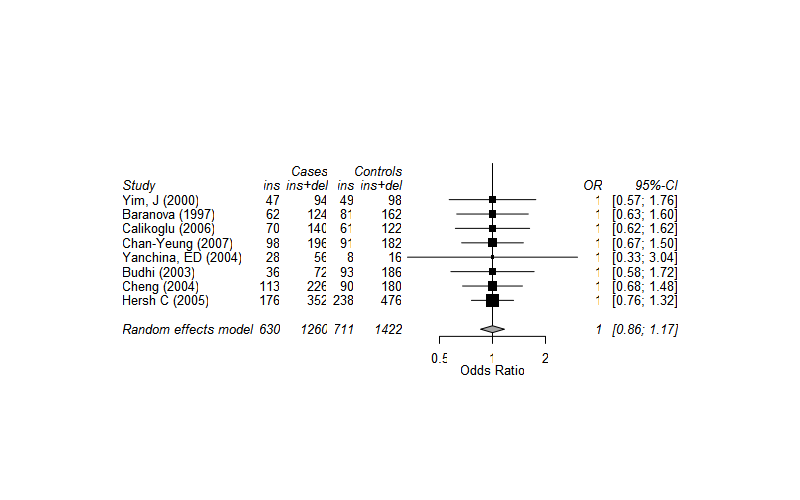 Cases Controls
Study ins ins+del ins ins+del OR 95%-CI
Yim, J (2000) 47 94 49 98 1 [0.57; 1.76]
Baranova (1997) 62 124 81 162 1 [0.63; 1.60]
Calikoglu (2006) 70 140 61 122 1 [0.62; 1.62]
Chan-Yeung (2007) 98 196 91 182 1 [0.67; 1.50]
Yanchina, ED (2004) 28 56 8 16 1 [0.33; 3.04]
Budhi (2003) 36 72 93 186 1 [0.58; 1.72]
Cheng (2004) 113 226 90 180 1 [0.68; 1.48]
Hersh C (2005) 176 352 238 476 1 [0.76; 1.32]
Random effects model 630 1260 711 1422 1 [0.86; 1.17]
0.5 1 2
Odds Ratio